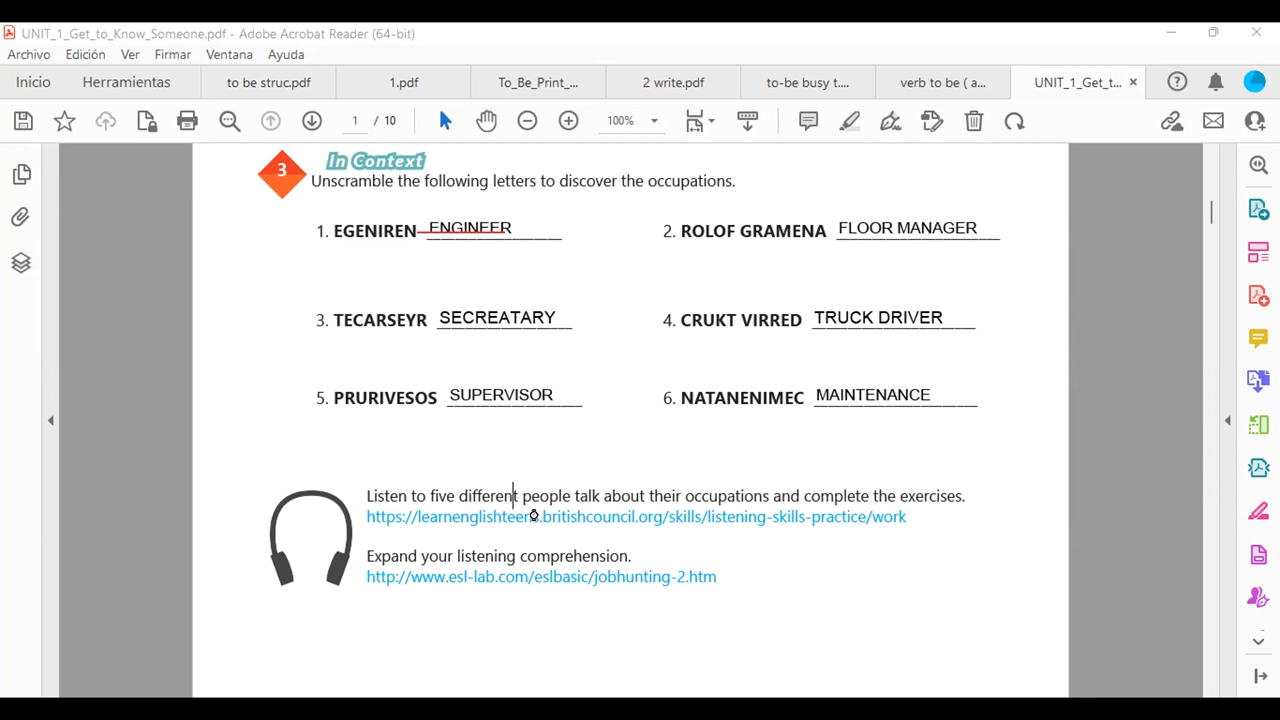 UNIT_1_Get_to_Know_Someone.pdf - Adobe Acrobat Reader (64-bit)
Archivo Edición Ver Firmar Ventana Ayuda
Inicio Herramientas to be struc.pdf 1.pdf To_Be_Print_... 2 write.pdf to-be busy t.... verb to be ( a... UNIT_1_Get_t... ×
1 / 10 100%
3 In Context
Unscramble the following letters to discover the occupations.
1. EGENIREN ENGINEER 2. ROLOF GRAMENA FLOOR MANAGER
3. TECARSEYR SECREATARY 4. CRUKT VIRRED TRUCK DRIVER
5. PRURIVESOS SUPERVISOR 6. NATANENIMEC MAINTENANCE
Listen to five different people talk about their occupations and complete the exercises.
https://learnenglishteens.britishcouncil.org/skills/listening-skills-practice/work
Expand your listening comprehension.
http://www.esl-lab.com/eslbasic/jobhunting-2.htm